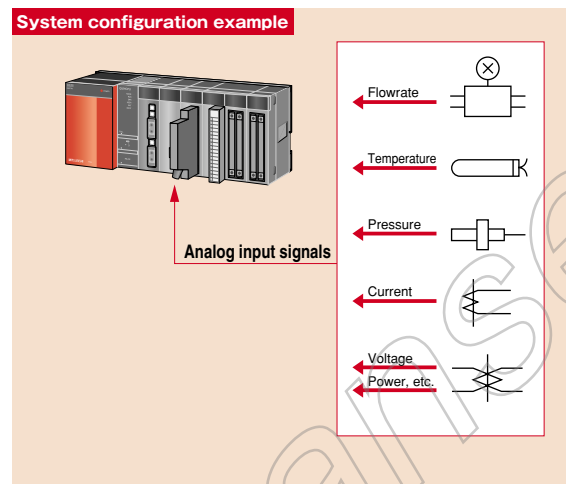 System configuration example
Flowrate
Temperature
Pressure
Analog input signals
Current
Voltage
Power, etc.